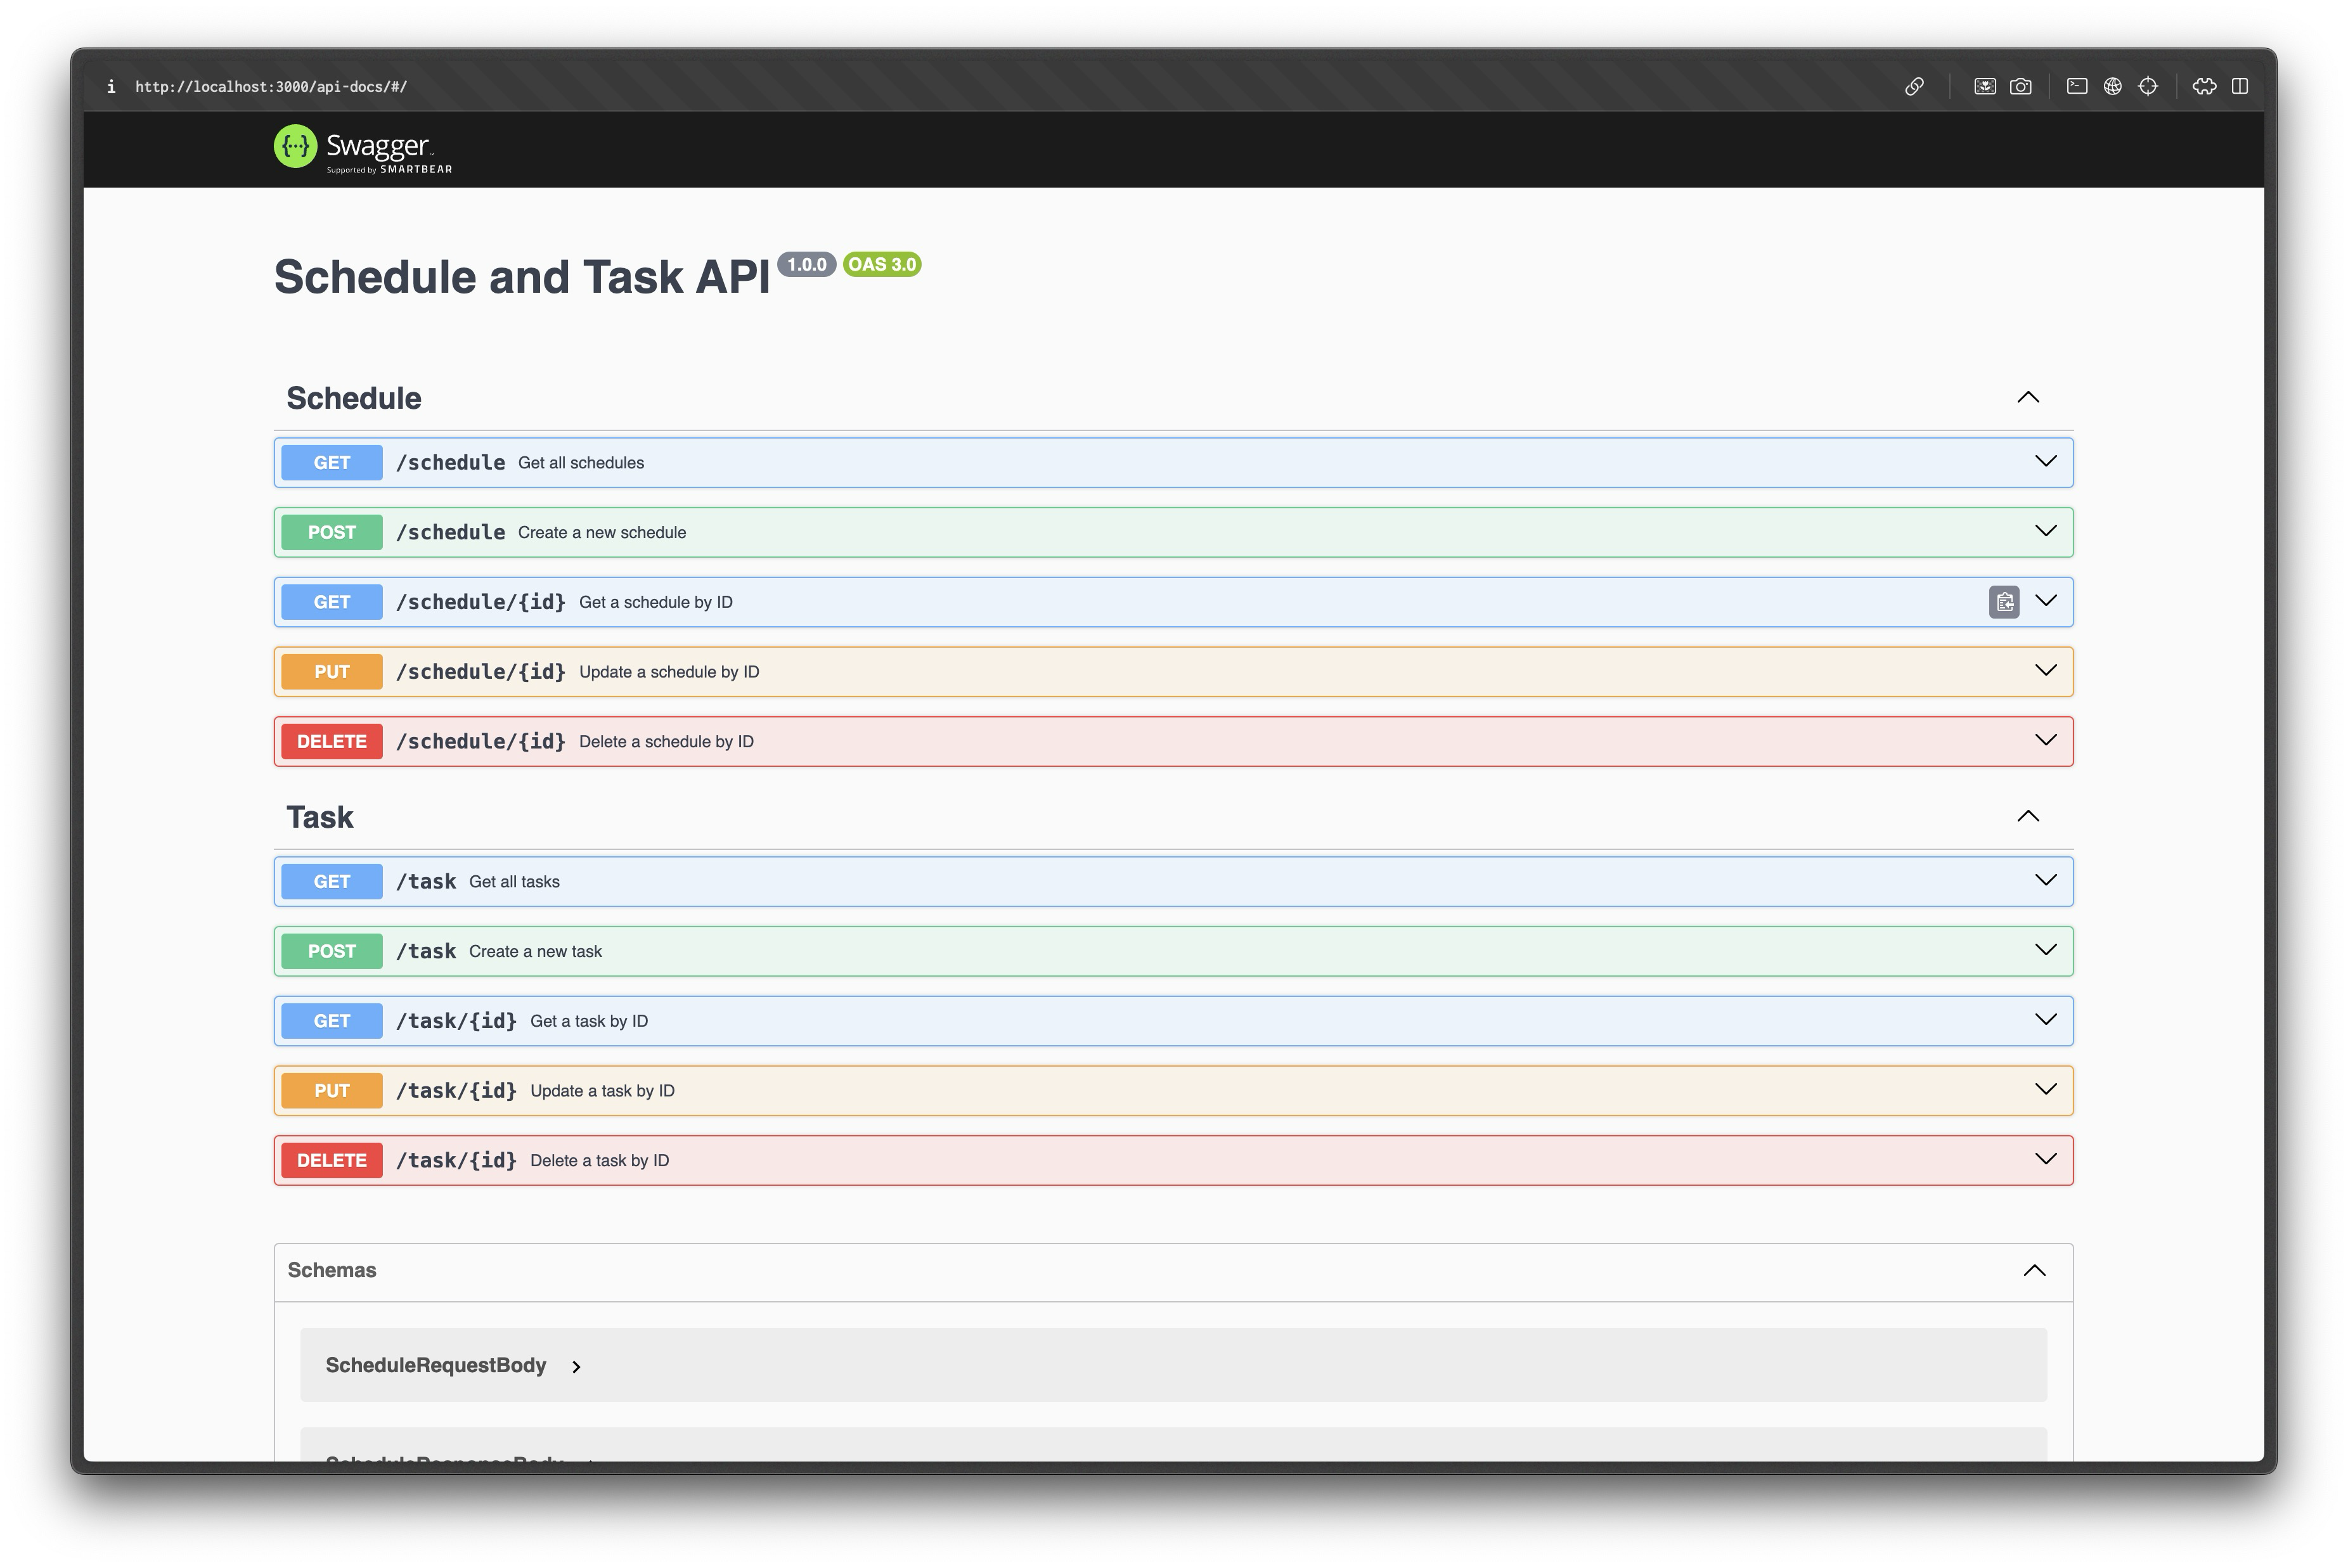 i http://localhost:3000/api-docs/#/
{···} Swagger™
Supported by SMARTBEAR
Schedule and Task API 1.0.0 OAS 3.0
Schedule
GET /schedule Get all schedules
POST /schedule Create a new schedule
GET /schedule/{id} Get a schedule by ID
PUT /schedule/{id} Update a schedule by ID
DELETE /schedule/{id} Delete a schedule by ID
Task
GET /task Get all tasks
POST /task Create a new task
GET /task/{id} Get a task by ID
PUT /task/{id} Update a task by ID
DELETE /task/{id} Delete a task by ID
Schemas
ScheduleRequestBody
ScheduleResponseBody